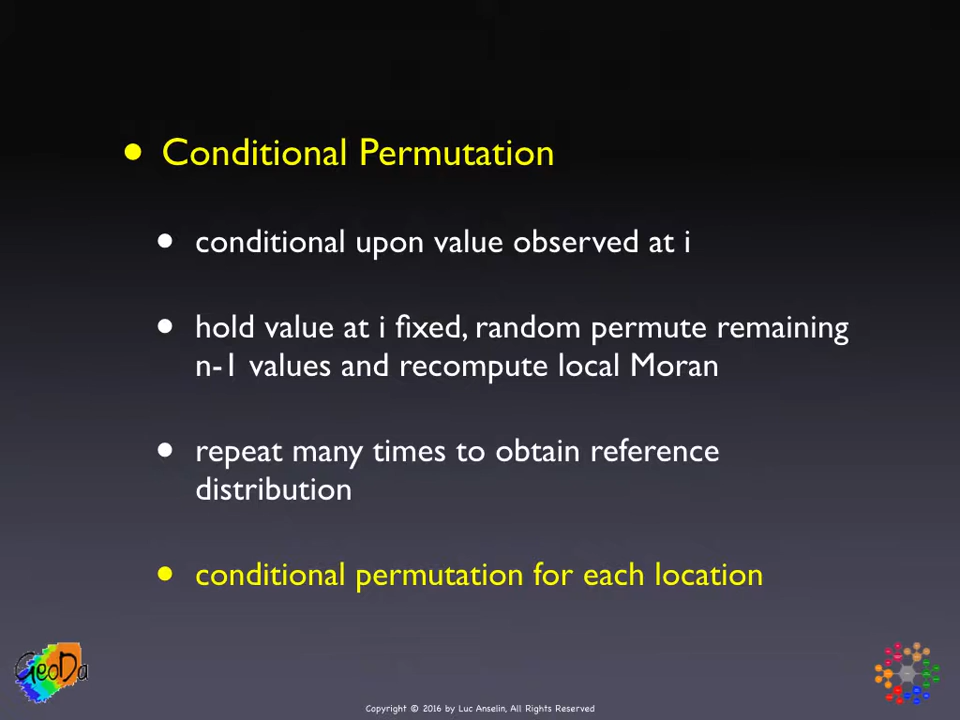 • Conditional Permutation
• conditional upon value observed at i
• hold value at i fixed, random permute remaining
n-1 values and recompute local Moran
• repeat many times to obtain reference
distribution
• conditional permutation for each location
GeoDa
Copyright © 2016 by Luc Anselin, All Rights Reserved